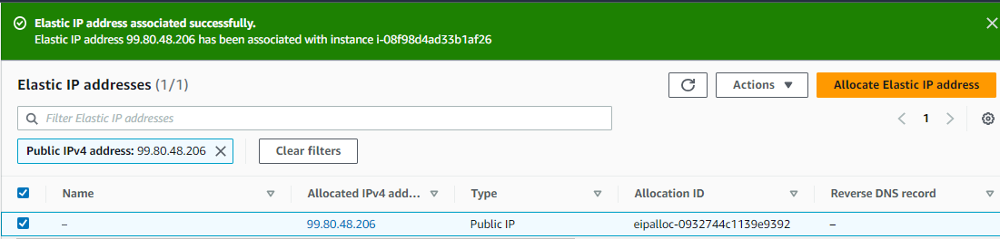 Elastic IP address associated successfully.
Elastic IP address 99.80.48.206 has been associated with instance i-08f98d4ad33b1af26
Elastic IP addresses (1/1)
Actions
Allocate Elastic IP address
Filter Elastic IP addresses
1
Public IPv4 address: 99.80.48.206
Clear filters
Name
Allocated IPv4 add...
Type
Allocation ID
Reverse DNS record
–
99.80.48.206
Public IP
eipalloc-0932744c1139e9392
–